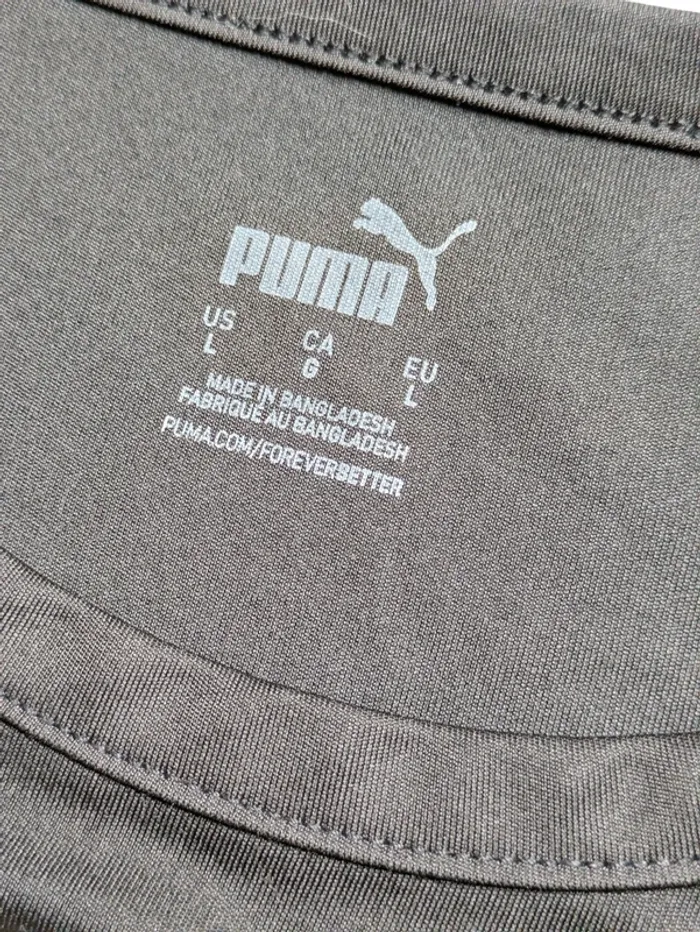 PUMA
US CA EU
L G L
MADE IN BANGLADESH
FABRIQUÉ AU BANGLADESH
PUMA.COM/FOREVERBETTER